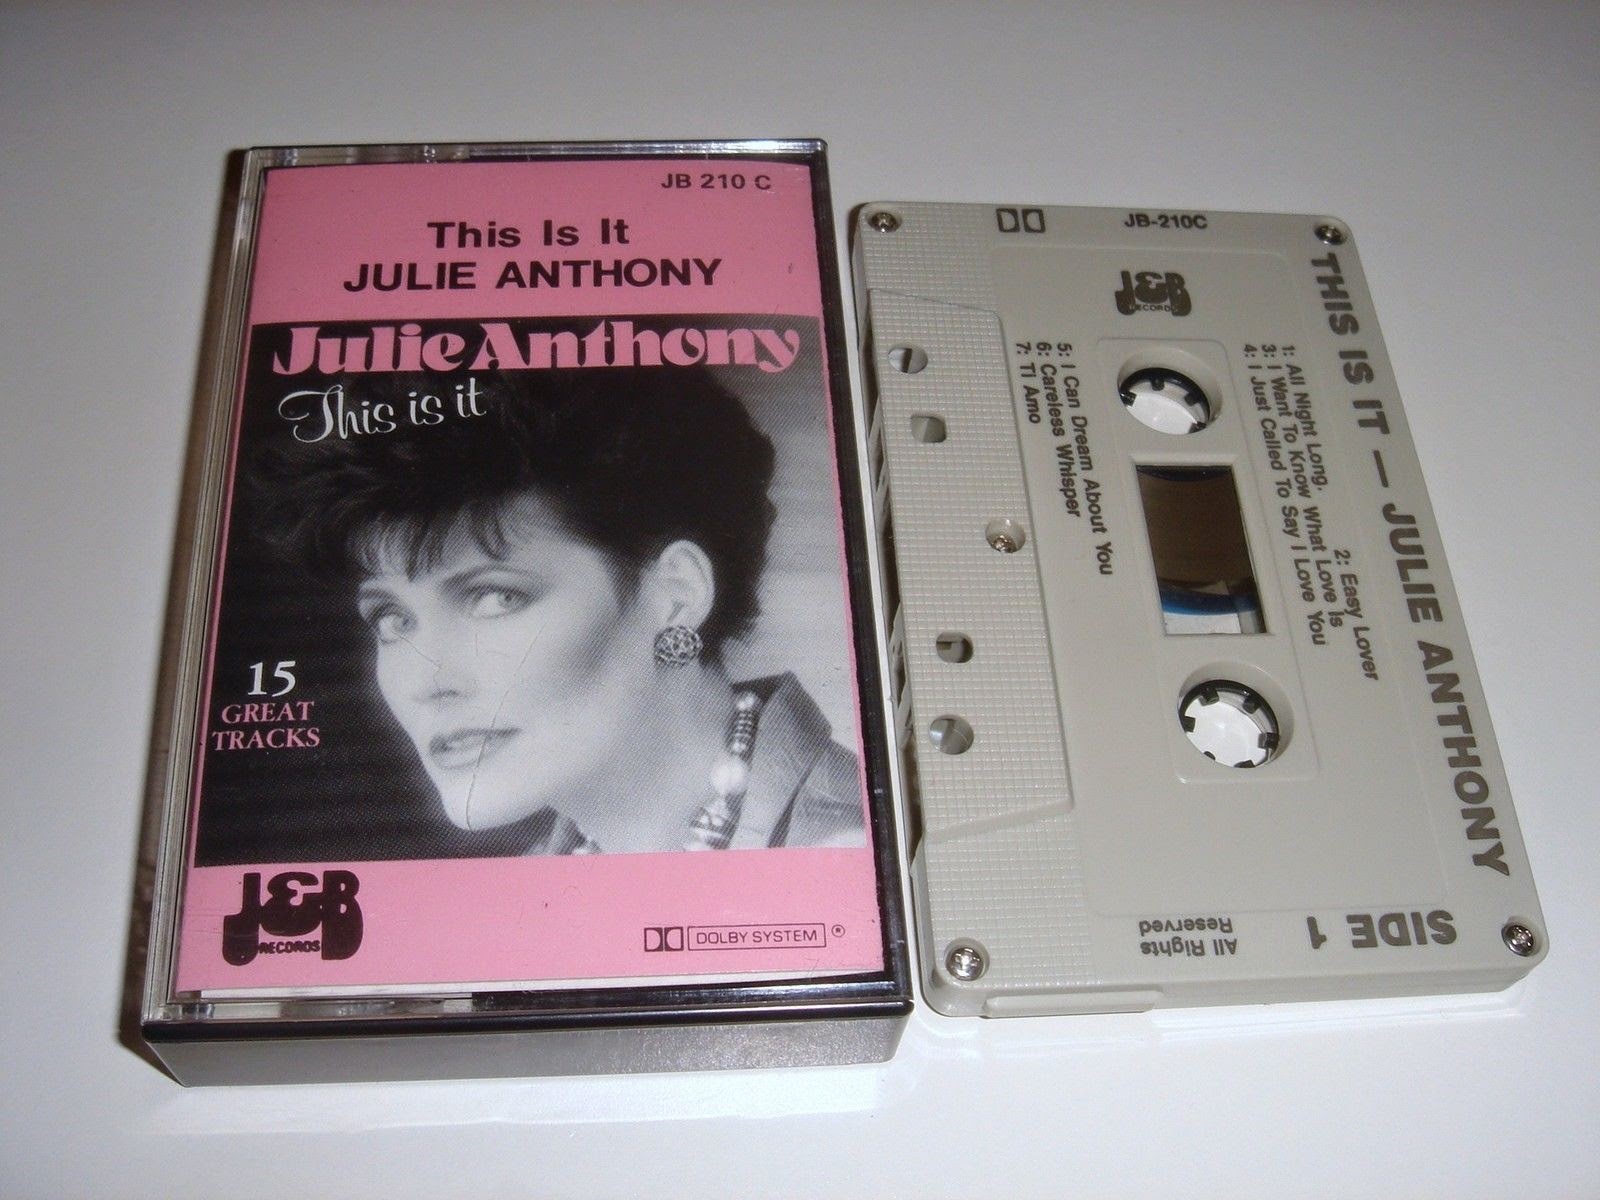 JB 210 C
This Is It
JULIE ANTHONY
Julie Anthony
This is it
15
GREAT
TRACKS
J&B
RECORDS
DOLBY SYSTEM ®
JB-210C
J&B
RECORDS
THIS IS IT — JULIE ANTHONY
1: All Night Long. 2: Easy Lover
3: I Want To Know What Love Is
4: I Just Called To Say I Love You
5: I Can Dream About You
6: Careless Whisper
7: Ti Amo
SIDE 1
All Rights
Reserved